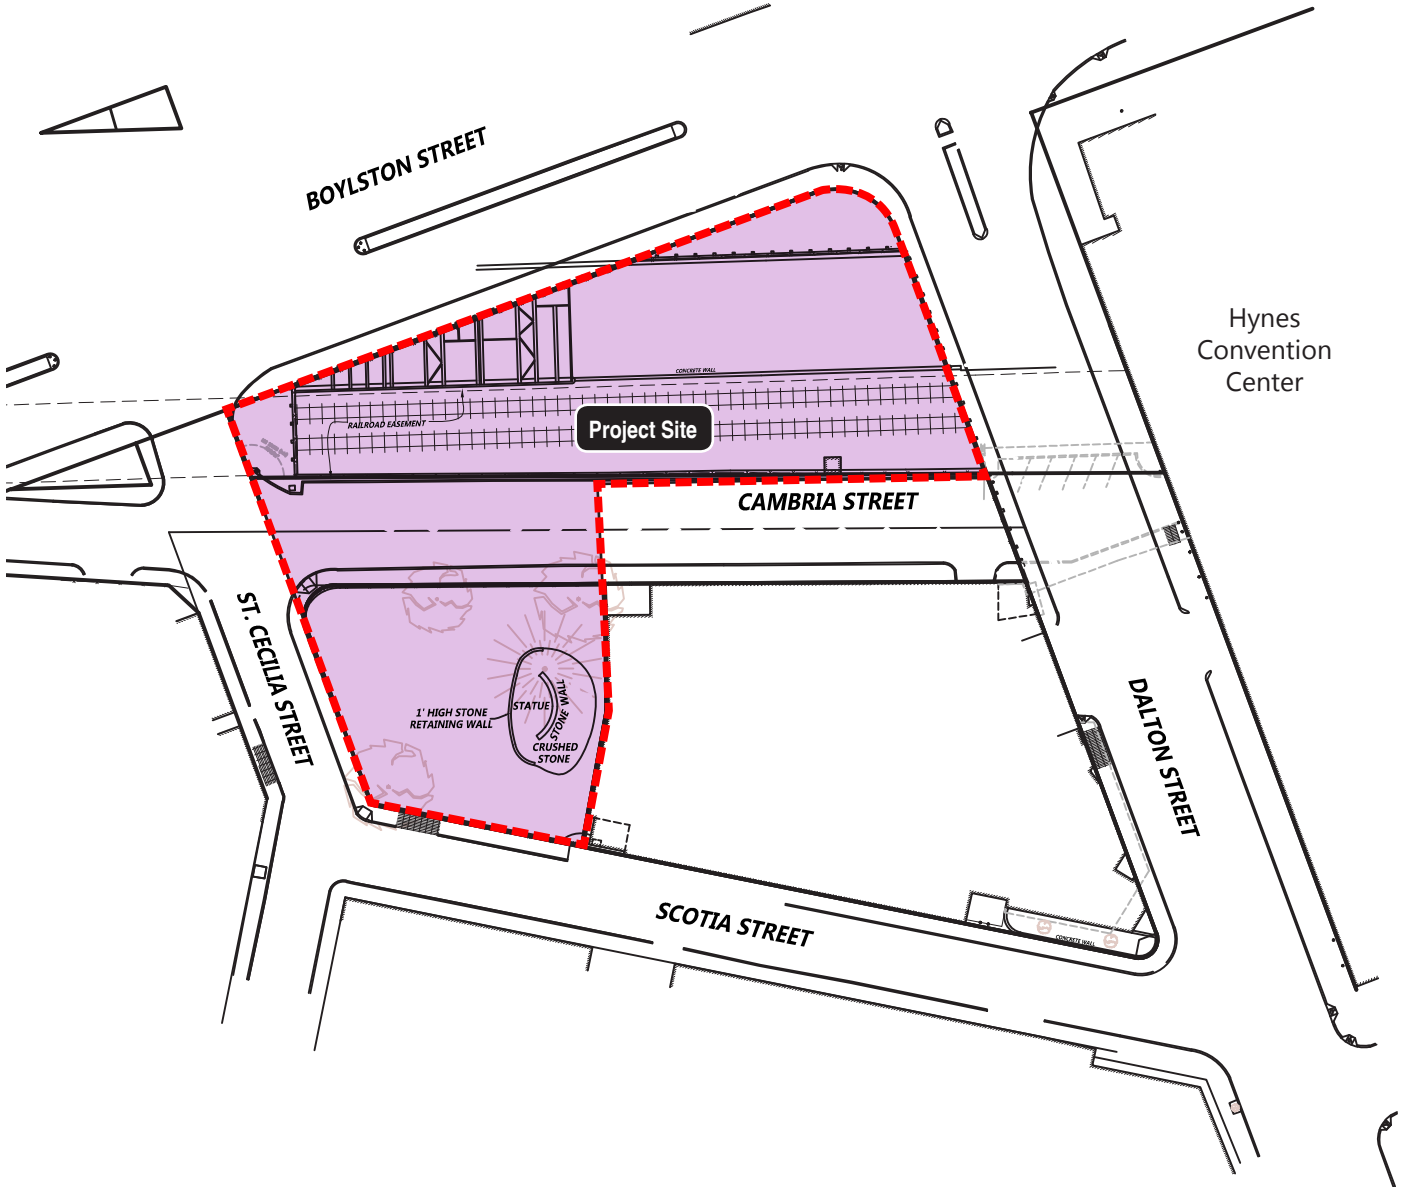 BOYLSTON STREET
Hynes
Convention
Center
CONCRETE WALL
RAILROAD EASEMENT
Project Site
CAMBRIA STREET
ST. CECILIA STREET
1' HIGH STONE
RETAINING WALL
STATUE
STONE WALL
CRUSHED
STONE
DALTON STREET
SCOTIA STREET
CONCRETE WALL